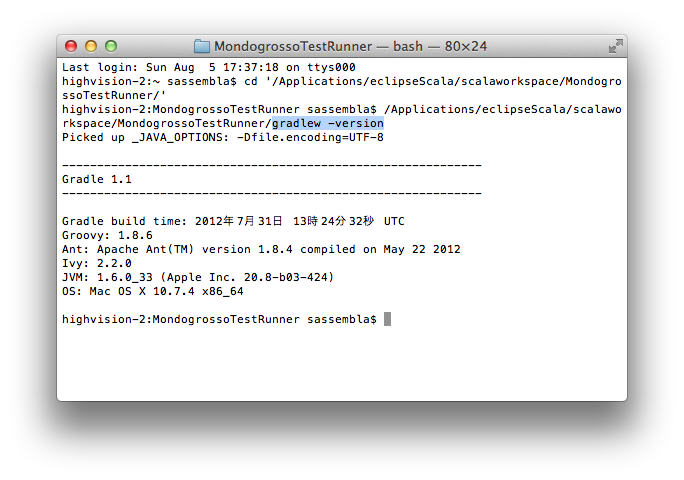 MondogrossoTestRunner — bash — 80×24
Last login: Sun Aug  5 17:37:18 on ttys000
highvision-2:~ sassembla$ cd '/Applications/eclipseScala/scalaworkspace/Mondogro
ssoTestRunner/'
highvision-2:MondogrossoTestRunner sassembla$ /Applications/eclipseScala/scalawo
rkspace/MondogrossoTestRunner/gradlew -version
Picked up _JAVA_OPTIONS: -Dfile.encoding=UTF-8
------------------------------------------------------------
Gradle 1.1
------------------------------------------------------------
Gradle build time: 2012年7月31日 13時24分32秒 UTC
Groovy: 1.8.6
Ant: Apache Ant(TM) version 1.8.4 compiled on May 22 2012
Ivy: 2.2.0
JVM: 1.6.0_33 (Apple Inc. 20.8-b03-424)
OS: Mac OS X 10.7.4 x86_64
highvision-2:MondogrossoTestRunner sassembla$